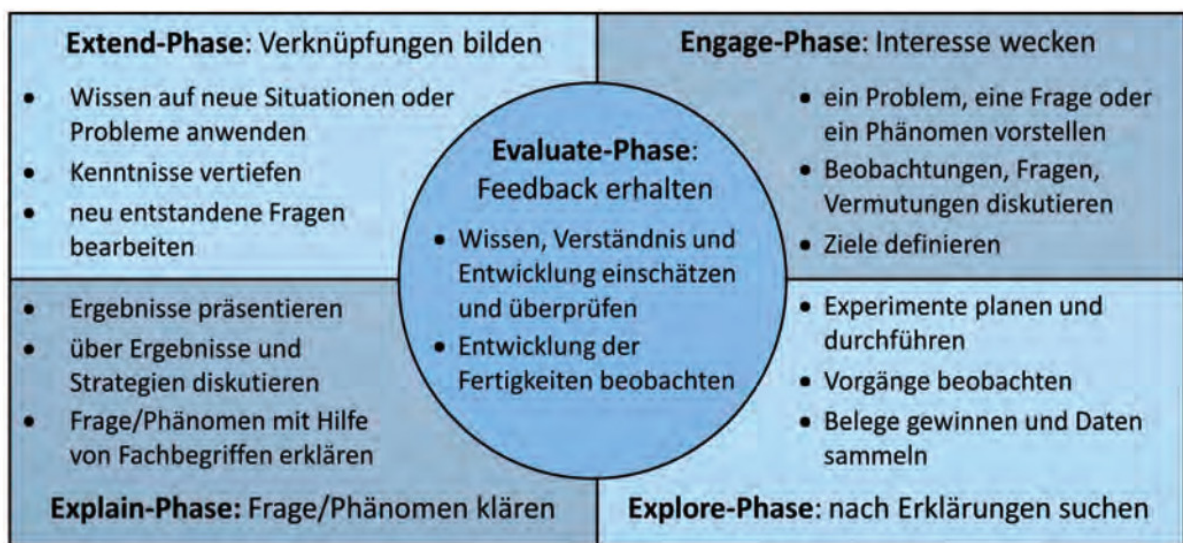 Extend-Phase: Verknüpfungen bilden
• Wissen auf neue Situationen oder
Probleme anwenden
• Kenntnisse vertiefen
• neu entstandene Fragen
bearbeiten
Engage-Phase: Interesse wecken
• ein Problem, eine Frage oder
ein Phänomen vorstellen
• Beobachtungen, Fragen,
Vermutungen diskutieren
• Ziele definieren
Evaluate-Phase:
Feedback erhalten
• Wissen, Verständnis und
Entwicklung einschätzen
und überprüfen
• Entwicklung der
Fertigkeiten beobachten
• Ergebnisse präsentieren
• über Ergebnisse und
Strategien diskutieren
• Frage/Phänomen mit Hilfe
von Fachbegriffen erklären
Explain-Phase: Frage/Phänomen klären
• Experimente planen und
durchführen
• Vorgänge beobachten
• Belege gewinnen und Daten
sammeln
Explore-Phase: nach Erklärungen suchen